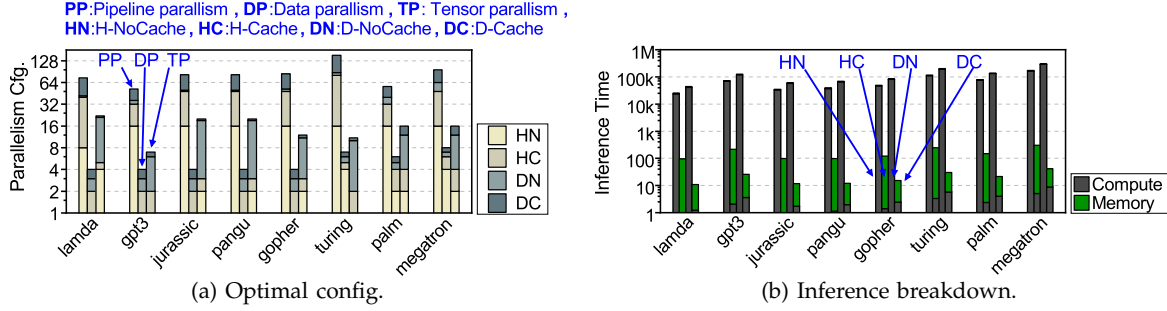 PP:Pipeline parallism , DP:Data parallism , TP: Tensor parallism ,
HN:H-NoCache , HC:H-Cache , DN:D-NoCache , DC:D-Cache
Parallelism Cfg.
128
64
32
16
8
4
2
1
PP DP TP
HN
HC
DN
DC
lamda
gpt3
jurassic
pangu
gopher
turing
palm
megatron
(a) Optimal config.
Inference Time
1M
100k
10k
1k
100
10
1
HN HC DN DC
Compute
Memory
lamda
gpt3
jurassic
pangu
gopher
turing
palm
megatron
(b) Inference breakdown.